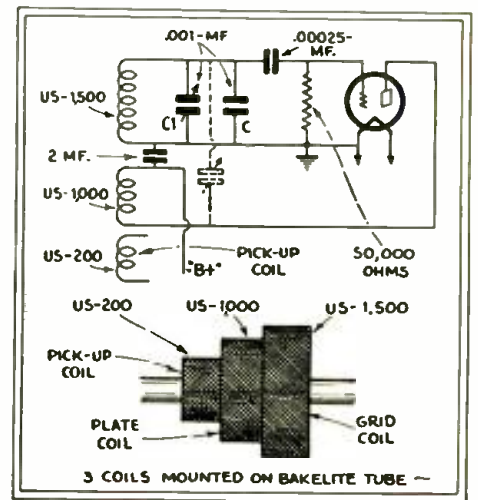 .001-MF
.00025-
MF.
US-1,500
C1
C
2 MF.
US-1,000
US-200
PICK-UP
COIL
"B+"
50,000
OHMS
US-200
US-1,000
US-1,500
PICK-UP
COIL
PLATE
COIL
GRID
COIL
3 COILS MOUNTED ON BAKELITE TUBE ~